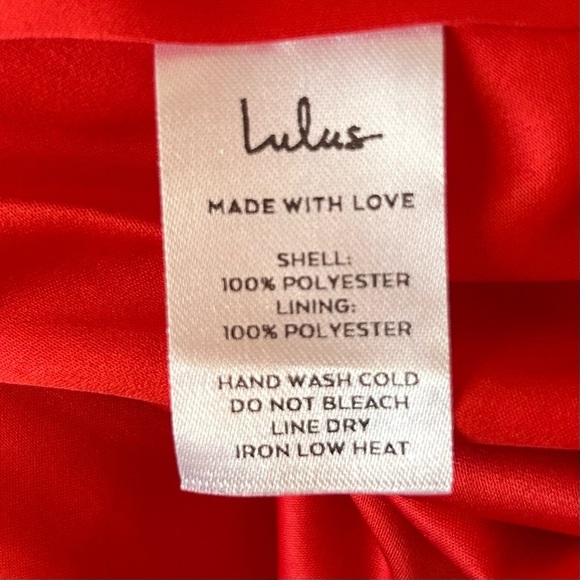 Lulus
MADE WITH LOVE
SHELL:
100% POLYESTER
LINING:
100% POLYESTER
HAND WASH COLD
DO NOT BLEACH
LINE DRY
IRON LOW HEAT